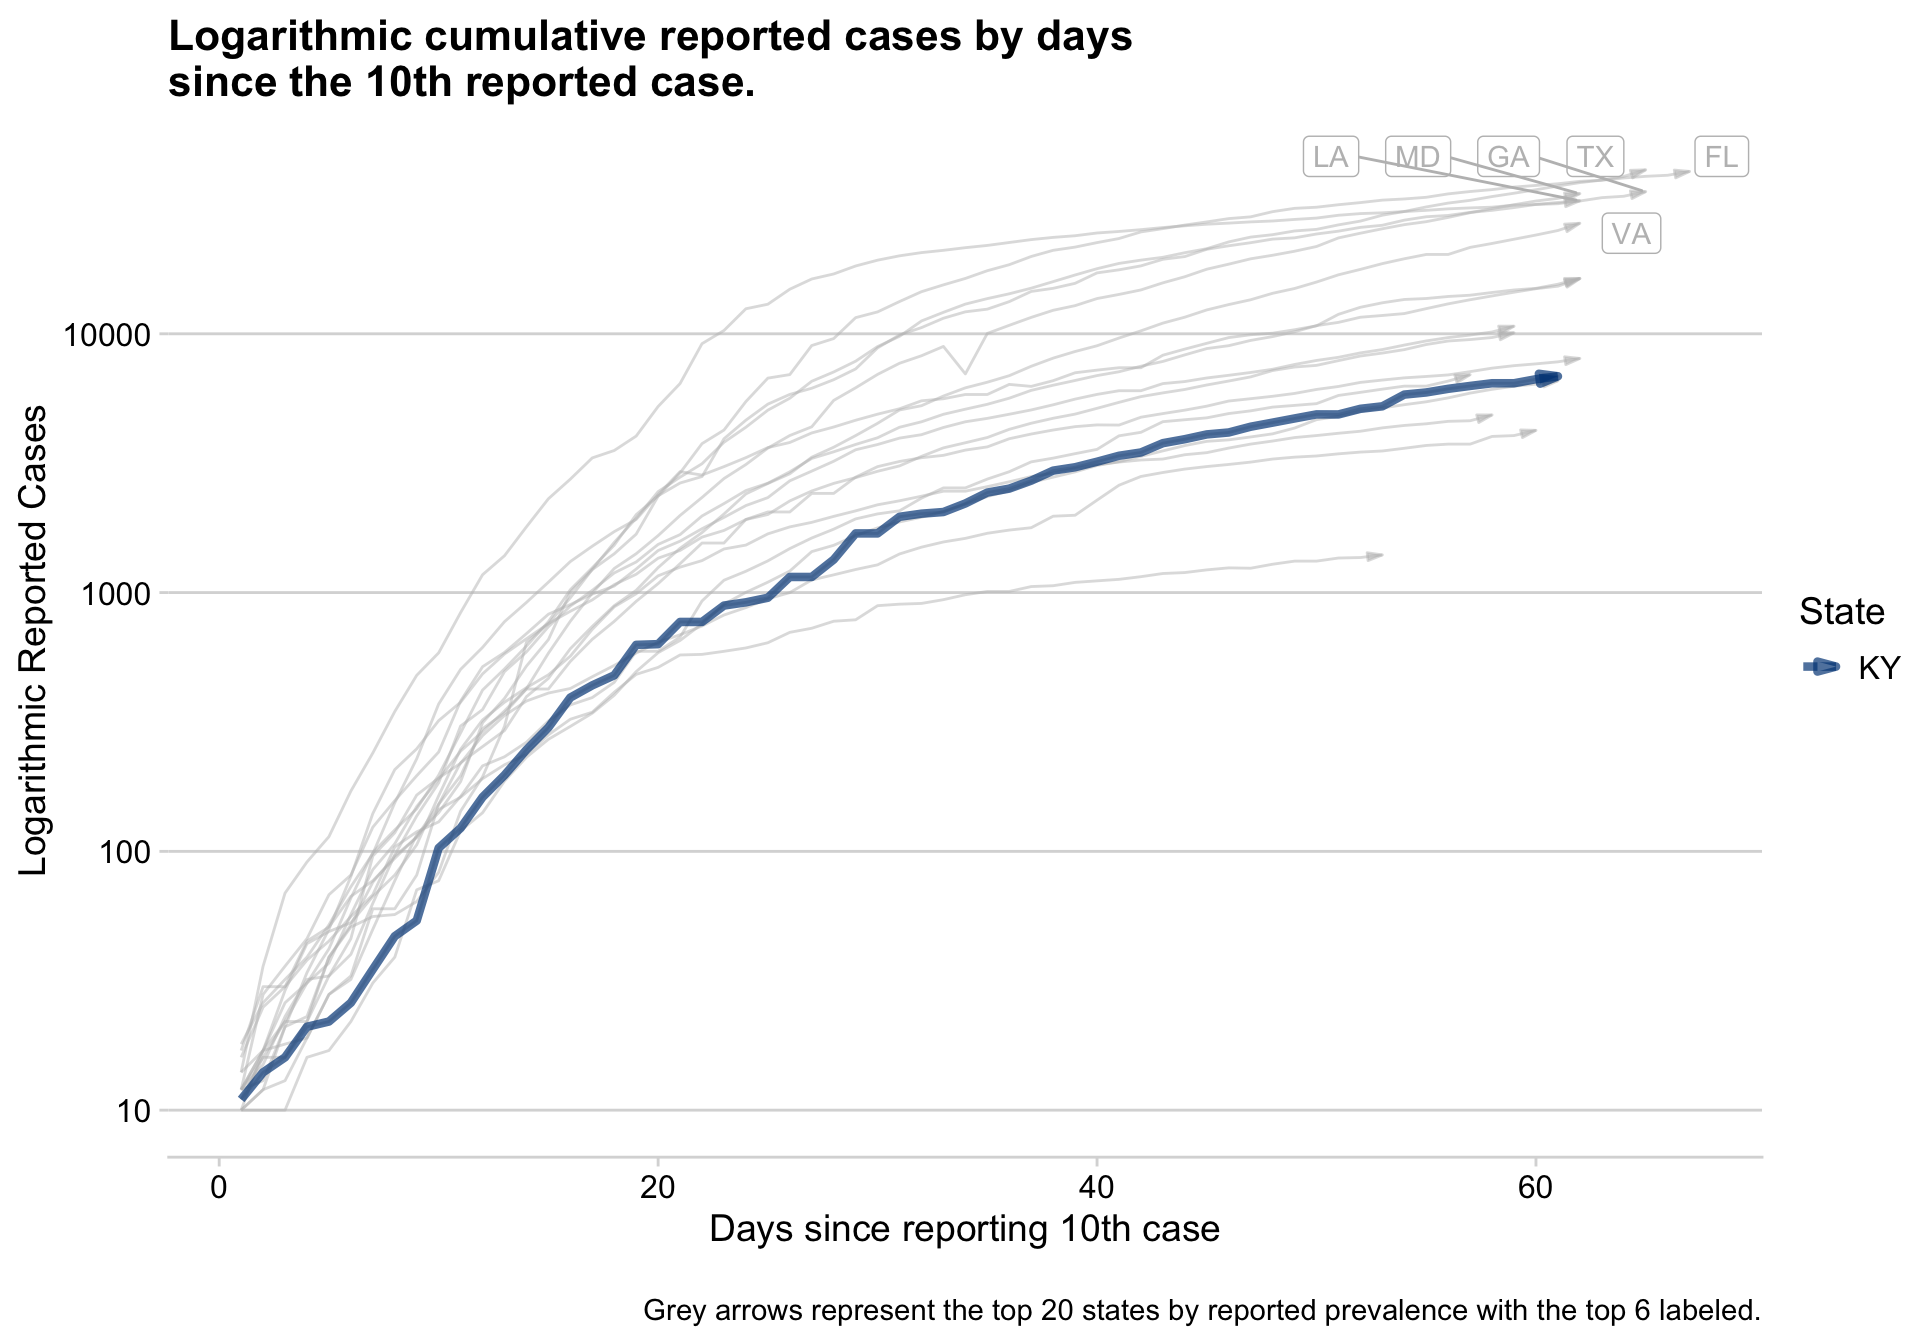 Logarithmic cumulative reported cases by days
since the 10th reported case.
LA MD GA TX FL
VA
10000
1000
100
10
Logarithmic Reported Cases
0 20 40 60
Days since reporting 10th case
State
KY
Grey arrows represent the top 20 states by reported prevalence with the top 6 labeled.